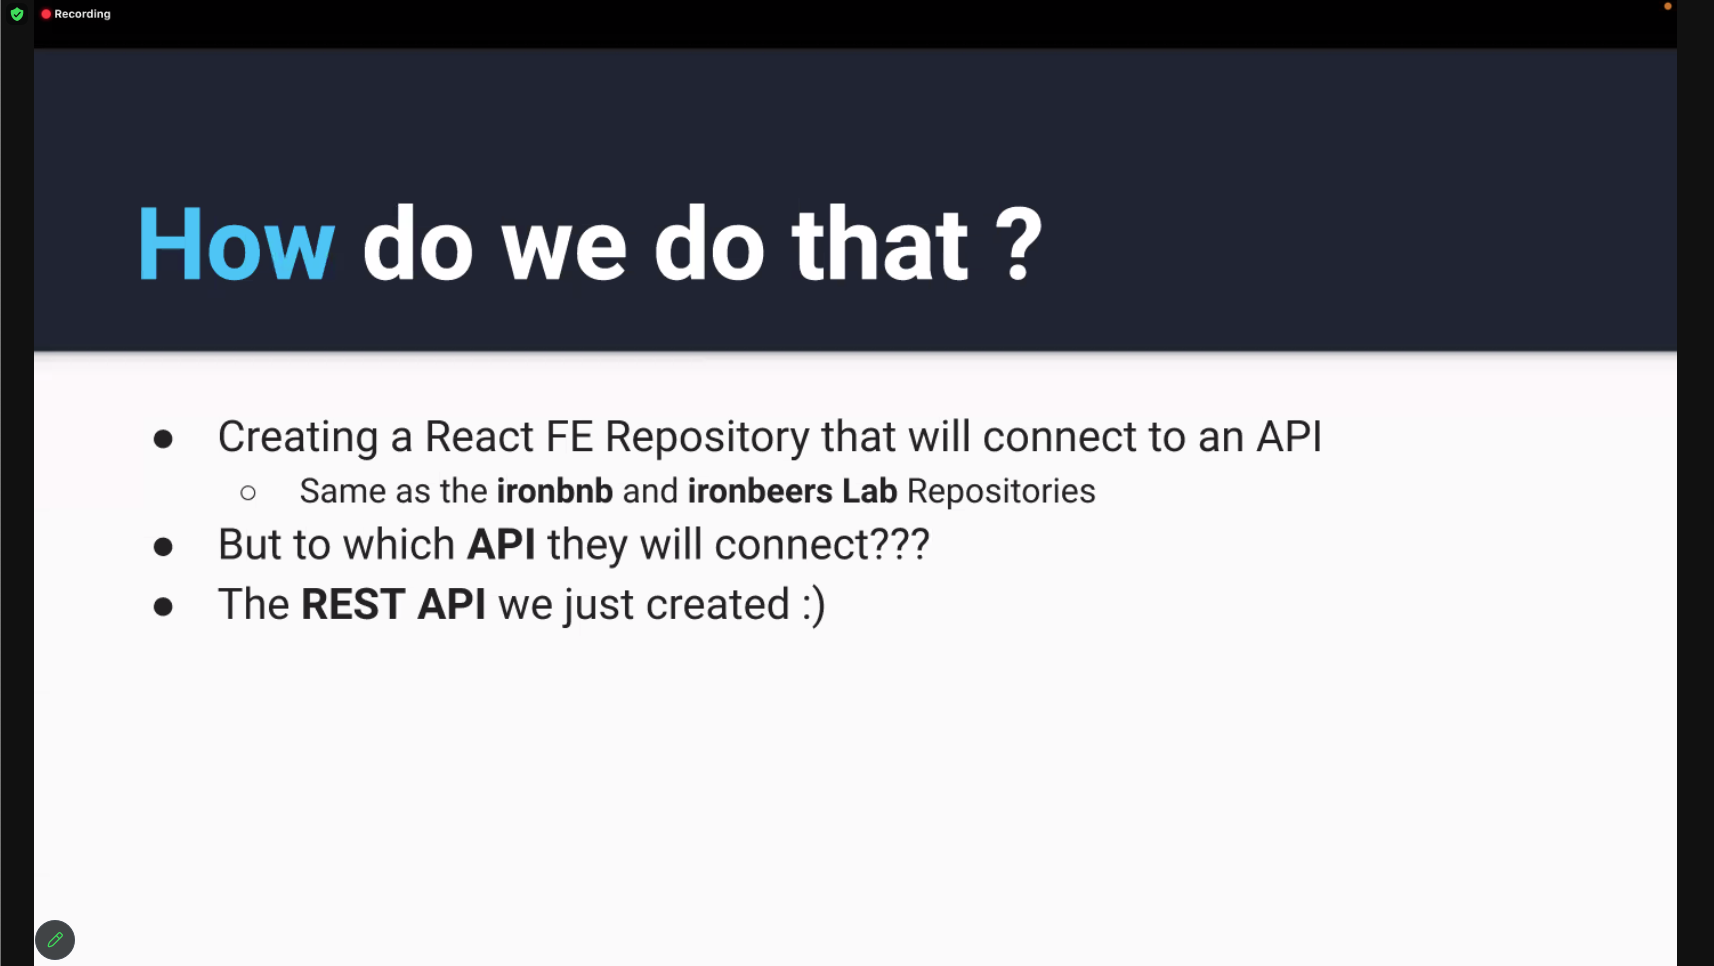 Recording
How do we do that ?
● Creating a React FE Repository that will connect to an API
○ Same as the ironbnb and ironbeers Lab Repositories
● But to which API they will connect???
● The REST API we just created :)